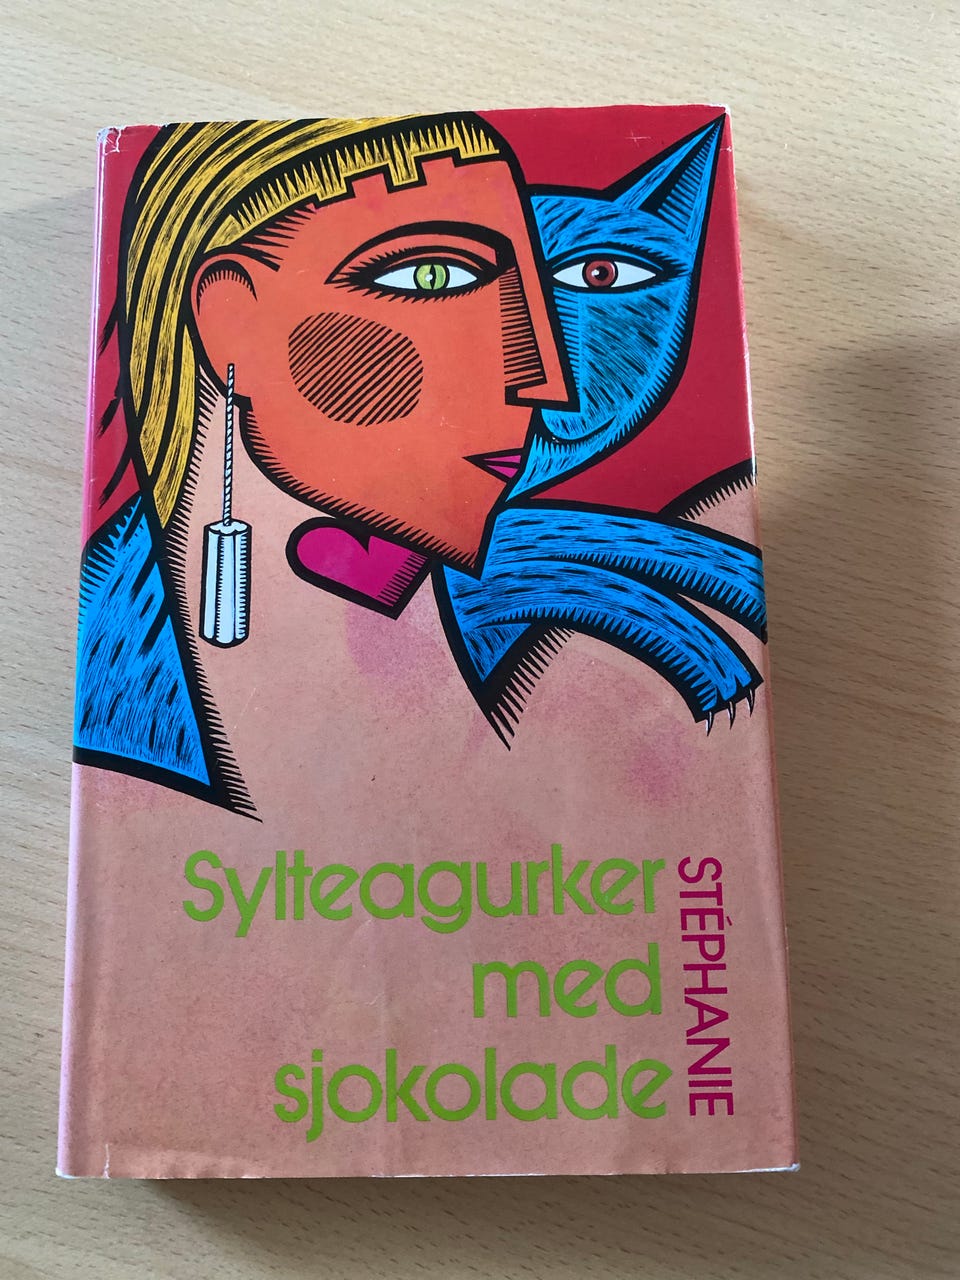 Sylteagurker
med
sjokolade
STÉPHANIE